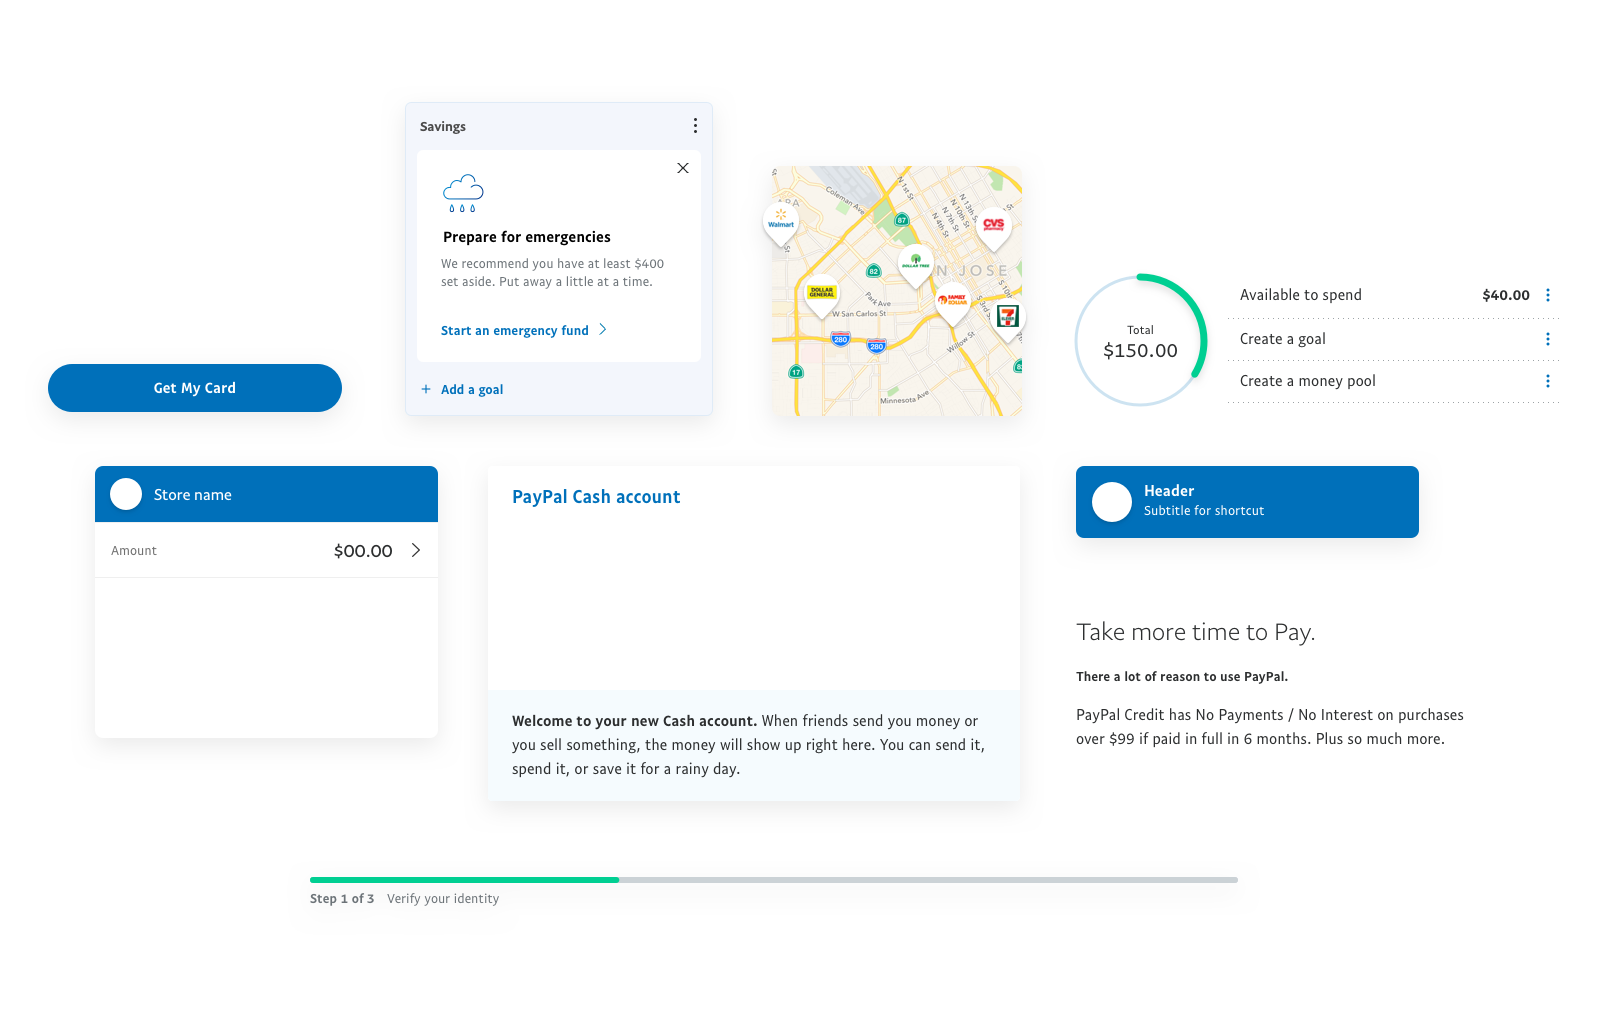 Savings
Prepare for emergencies
We recommend you have at least $400
set aside. Put away a little at a time.
Start an emergency fund
+ Add a goal
Get My Card
Coleman Ave
N 1st St
N 13th St
N 10th St
N 7th St
N 4th St
87
Walmart
CVS
pharmacy
82
DOLLAR TREE
N JOSE
DOLLAR
GENERAL
Park Ave
FAMILY
DOLLAR
S 10th
S 3rd St
W San Carlos St
7
ELEVEN
280
280
Willow St
17
Minnesota Ave
Total
$150.00
Available to spend $40.00
Create a goal
Create a money pool
Store name
Amount $00.00
PayPal Cash account
Welcome to your new Cash account. When friends send you money or
you sell something, the money will show up right here. You can send it,
spend it, or save it for a rainy day.
Header
Subtitle for shortcut
Take more time to Pay.
There a lot of reason to use PayPal.
PayPal Credit has No Payments / No Interest on purchases
over $99 if paid in full in 6 months. Plus so much more.
Step 1 of 3 Verify your identity